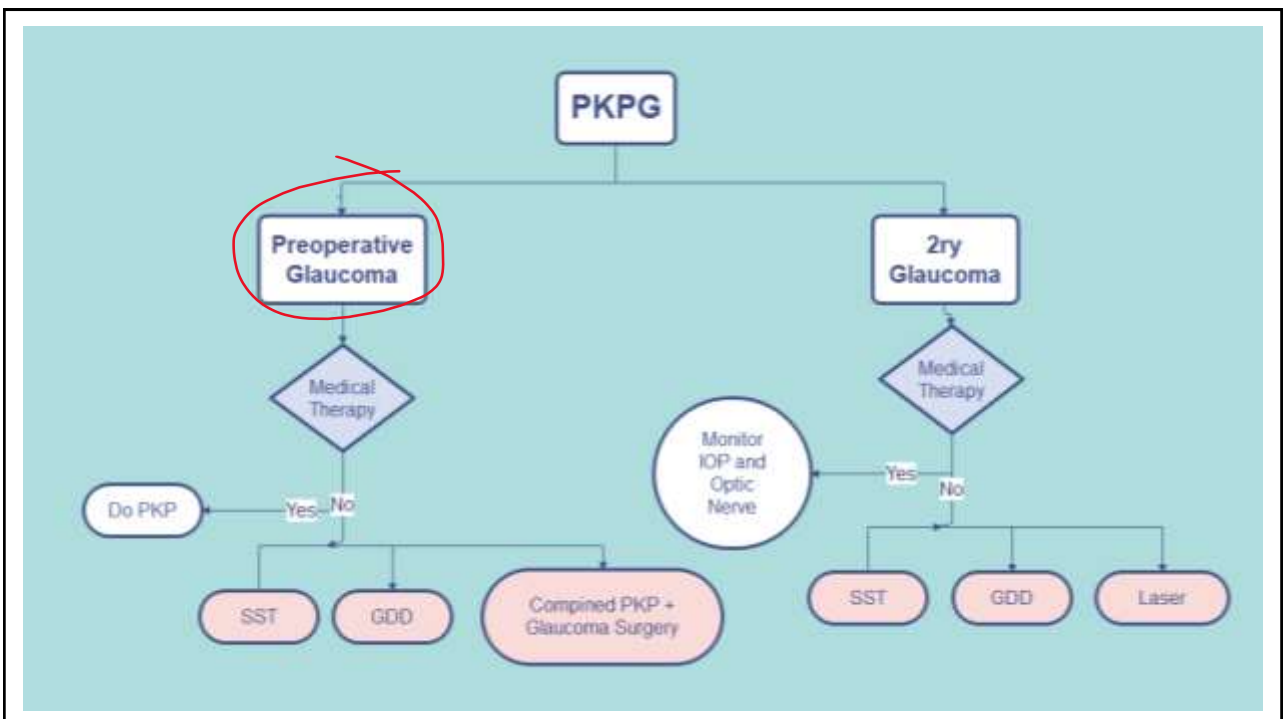 PKPG
Preoperative
Glaucoma
2ry
Glaucoma
Medical
Therapy
Medical
Therapy
Monitor
IOP and
Optic
Nerve
Do PKP
Yes
No
Yes
No
SST
GDD
Compined PKP +
Glaucoma Surgery
SST
GDD
Laser